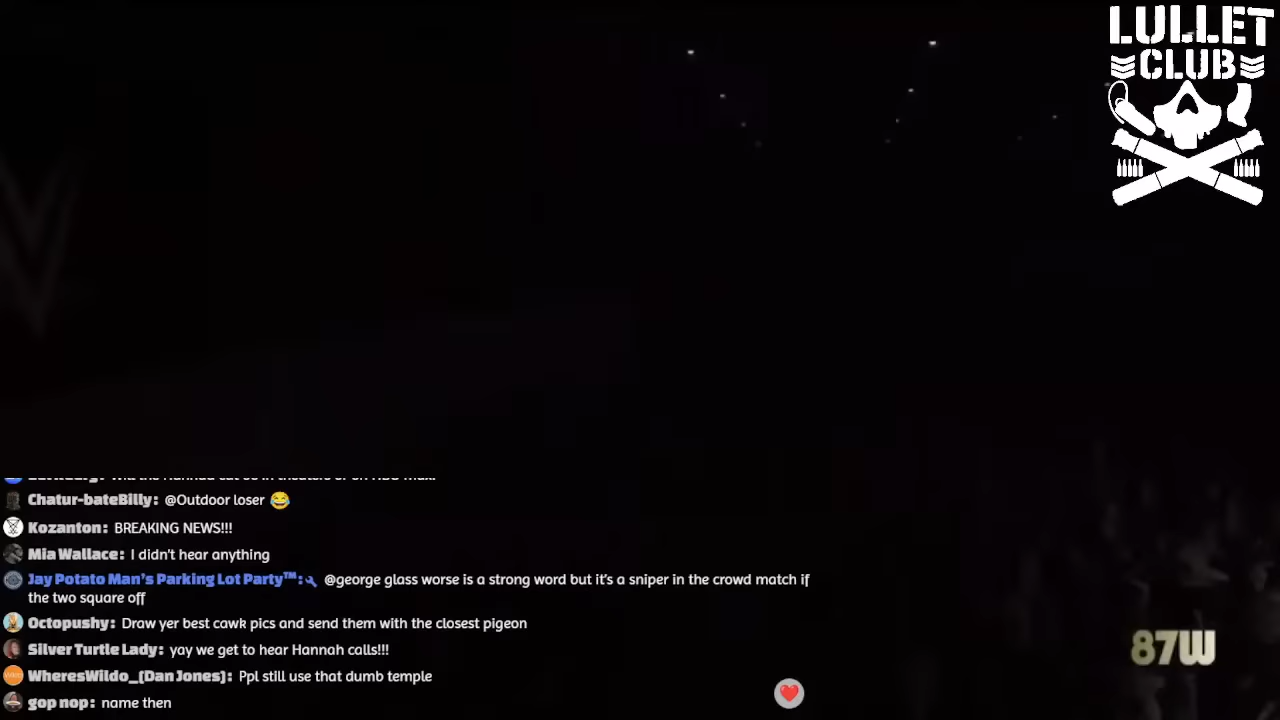 LULLET
CLUB
W
Chatur-bateBilly: @Outdoor loser 😂
Kozanton: BREAKING NEWS!!!
Mia Wallace: I didn't hear anything
Jay Potato Man's Parking Lot Party™: @george glass worse is a strong word but it's a sniper in the crowd match if
the two square off
Octopushy: Draw yer best cawk pics and send them with the closest pigeon
Silver Turtle Lady: yay we get to hear Hannah calls!!!
87W
WheresWildo_(Dan Jones): Ppl still use that dumb temple
gop nop: name then